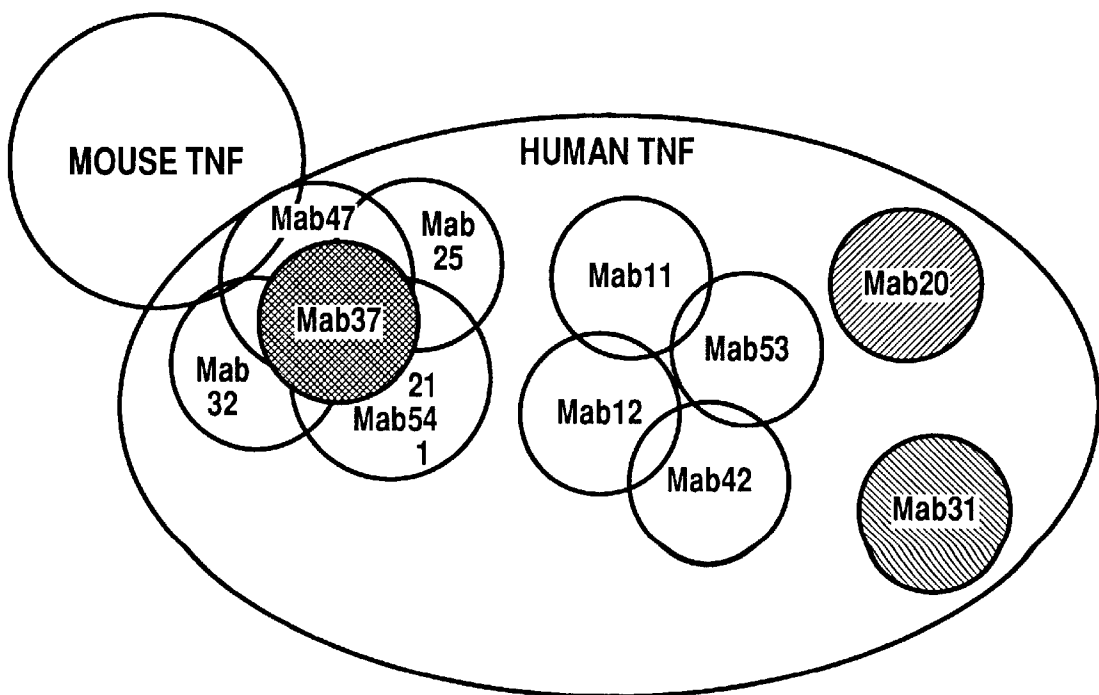 MOUSE TNF
HUMAN TNF
Mab47
Mab
25
Mab37
Mab
32
21
Mab54
1
Mab11
Mab53
Mab12
Mab42
Mab20
Mab31